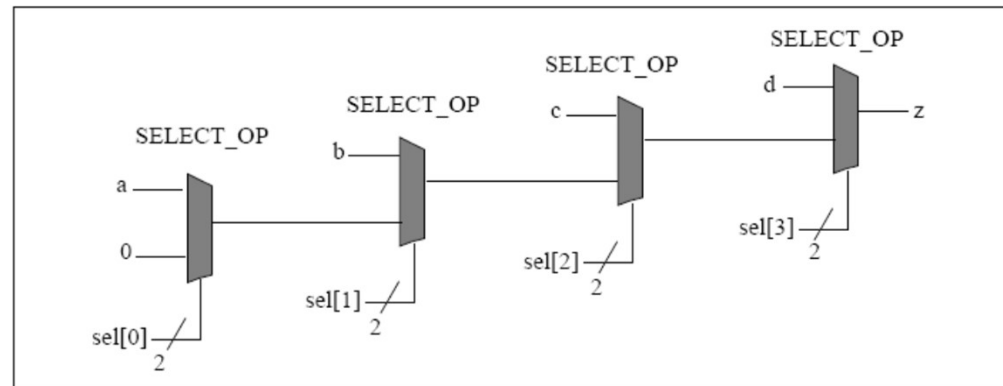 SELECT_OP
d
z
SELECT_OP
c
SELECT_OP
b
SELECT_OP
a
0
sel[3]
2
sel[2]
2
sel[1]
2
sel[0]
2